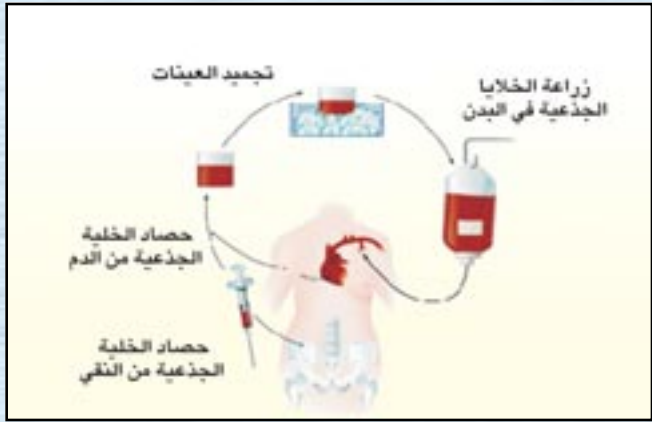 تجميد العينات
زراعة الخلايا
الجذعية في البدن
حصاد الخلية
الجذعية من الدم
حصاد الخلية
الجذعية من النقي